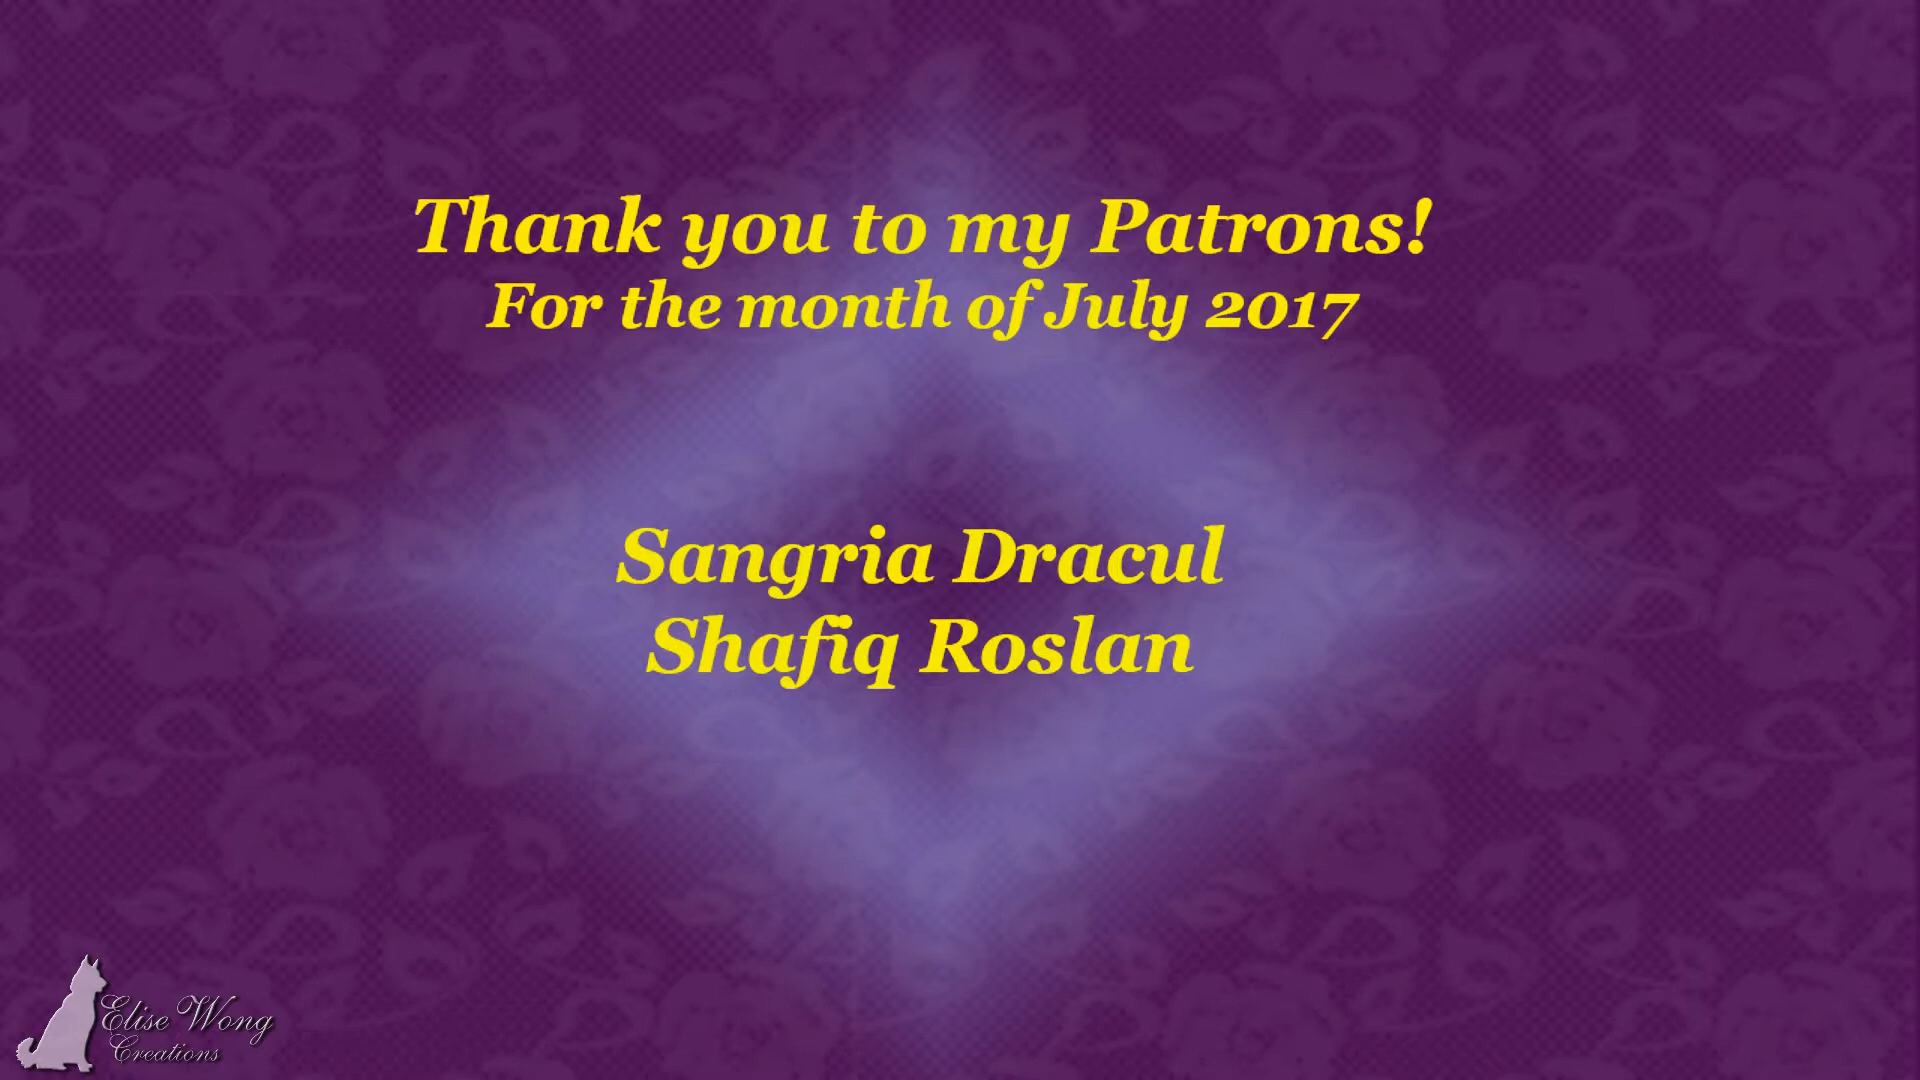 Thank you to my Patrons!
For the month of July 2017
Sangria Dracul
Shafiq Roslan
Elise Wong
Creations